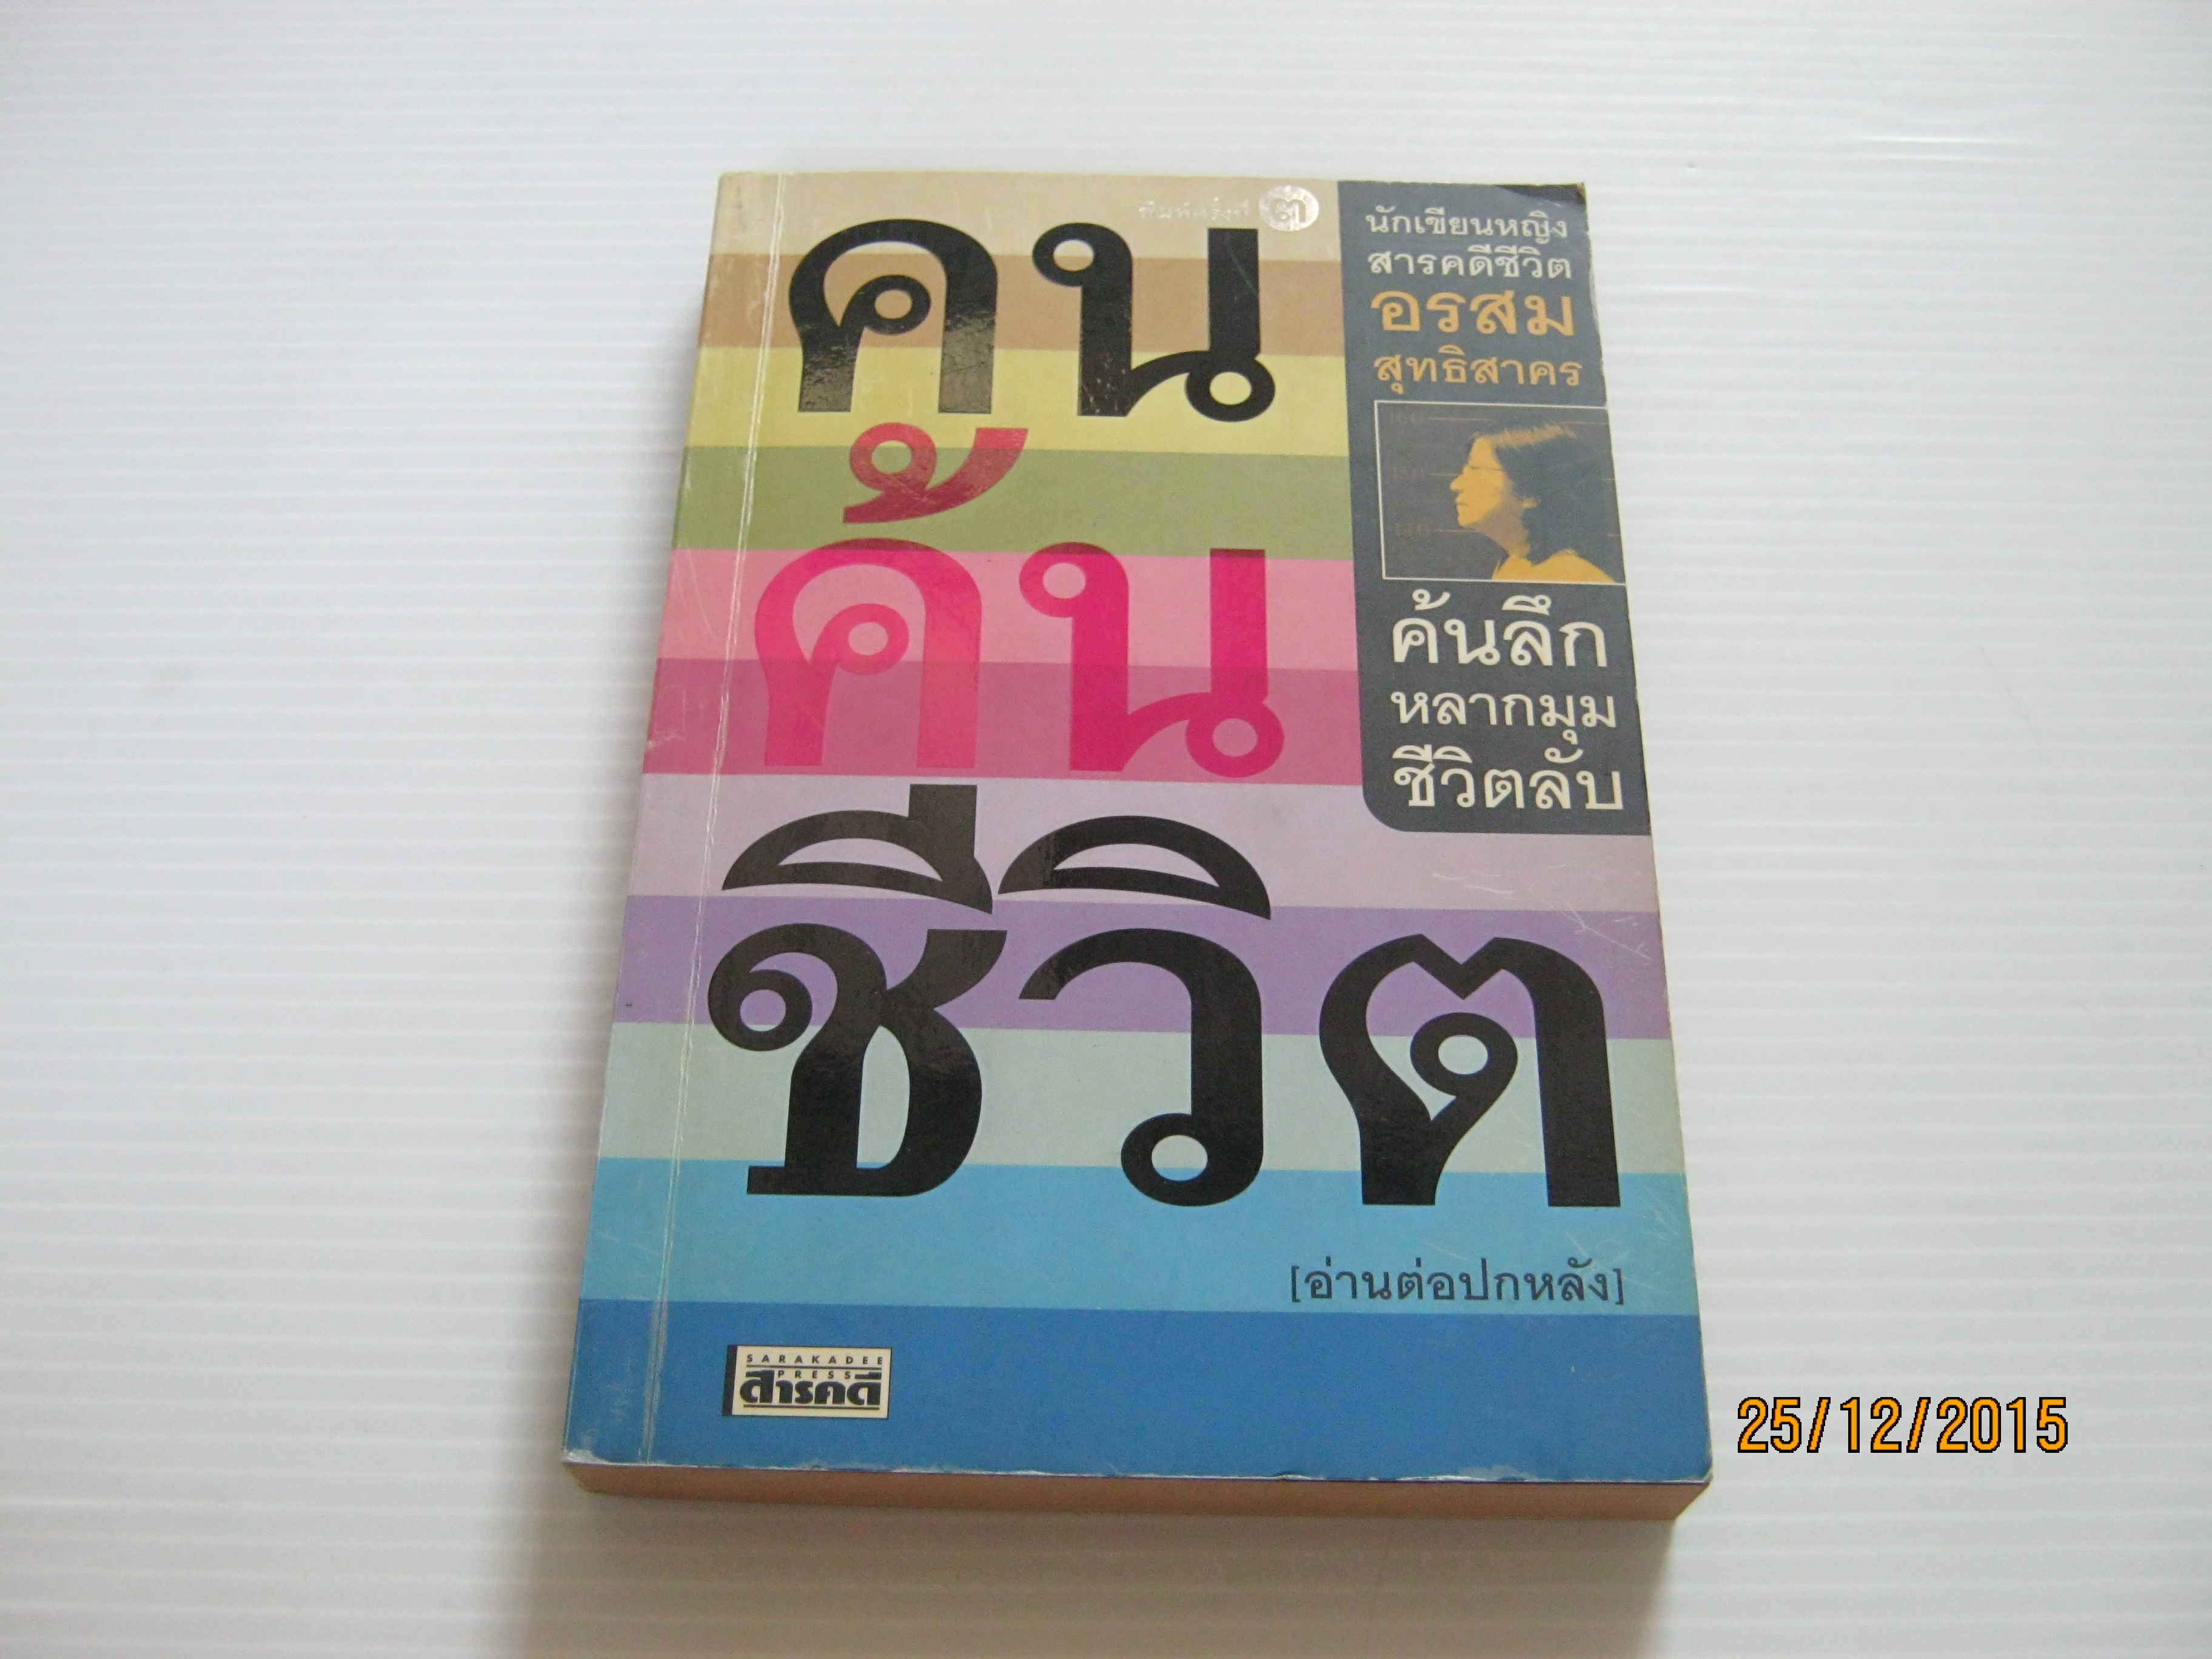 พิมพ์ครั้งที่ ๓
คน
ค้น
ชีวิต
นักเขียนหญิง
สารคดีชีวิต
อรสม
สุทธิสาคร
160
150
140
ค้นลึก
หลากมุม
ชีวิตลับ
[อ่านต่อปกหลัง]
SARAKADEE
PRESS
สารคดี
25/12/2015